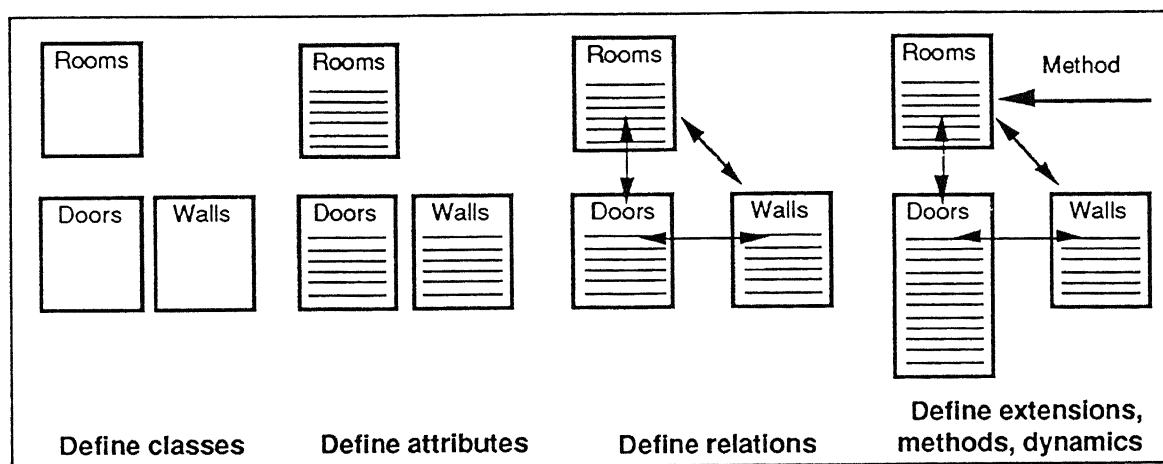 Rooms
Doors
Walls
Define classes
Rooms
Doors
Walls
Define attributes
Rooms
Doors
Walls
Define relations
Rooms
Method
Doors
Walls
Define extensions,
methods, dynamics